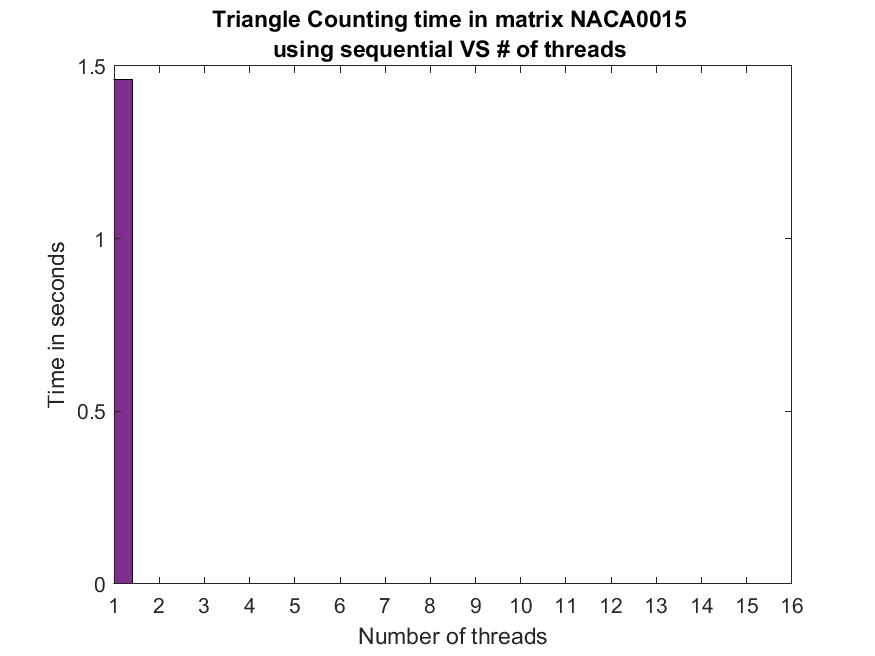 Triangle Counting time in matrix NACA0015
using sequential VS # of threads
1.5
1
0.5
0
Time in seconds
1 2 3 4 5 6 7 8 9 10 11 12 13 14 15 16
Number of threads